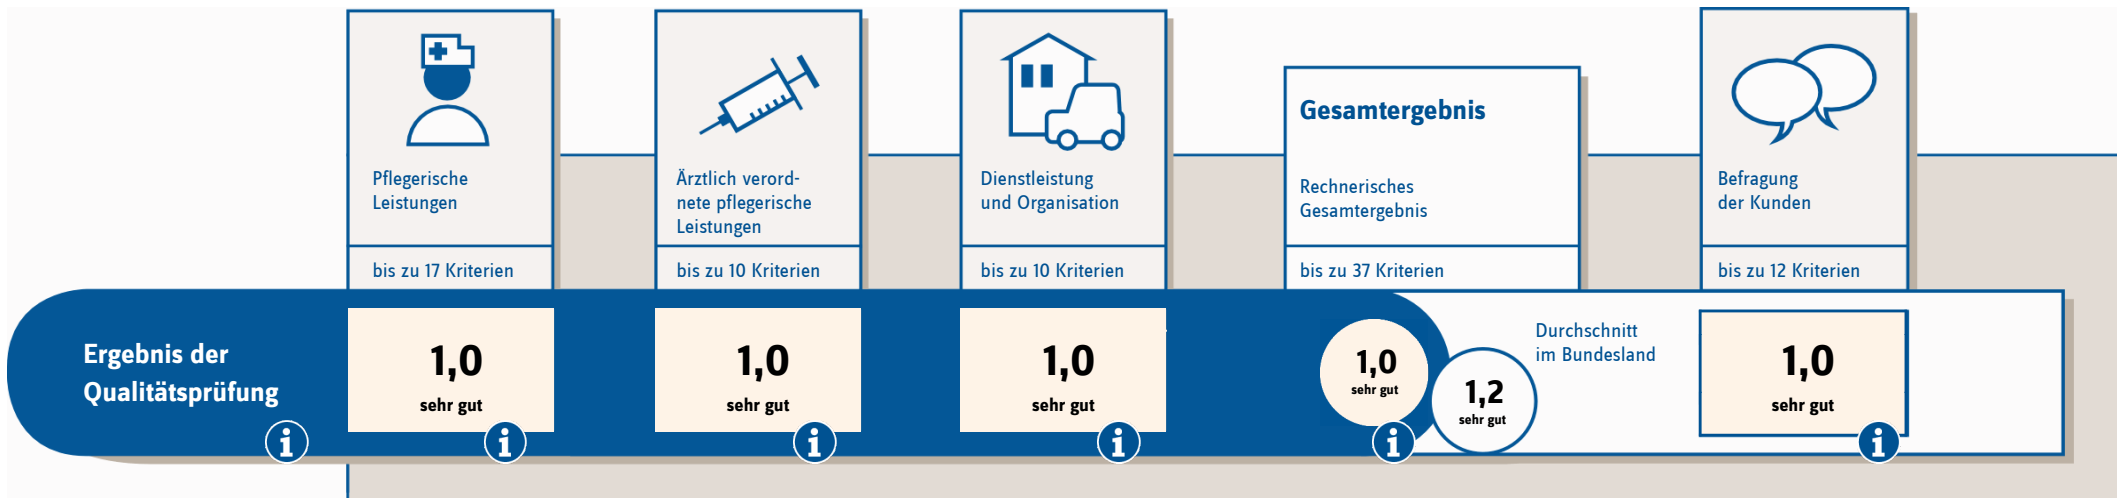 Pflegerische
Leistungen
bis zu 17 Kriterien
Ärztlich verord-
nete pflegerische
Leistungen
bis zu 10 Kriterien
Dienstleistung
und Organisation
bis zu 10 Kriterien
Gesamtergebnis
Rechnerisches
Gesamtergebnis
bis zu 37 Kriterien
Befragung
der Kunden
bis zu 12 Kriterien
Ergebnis der
Qualitätsprüfung
i
1,0
sehr gut
i
1,0
sehr gut
i
1,0
sehr gut
i
1,0
sehr gut
i
1,2
sehr gut
Durchschnitt
im Bundesland
1,0
sehr gut
i